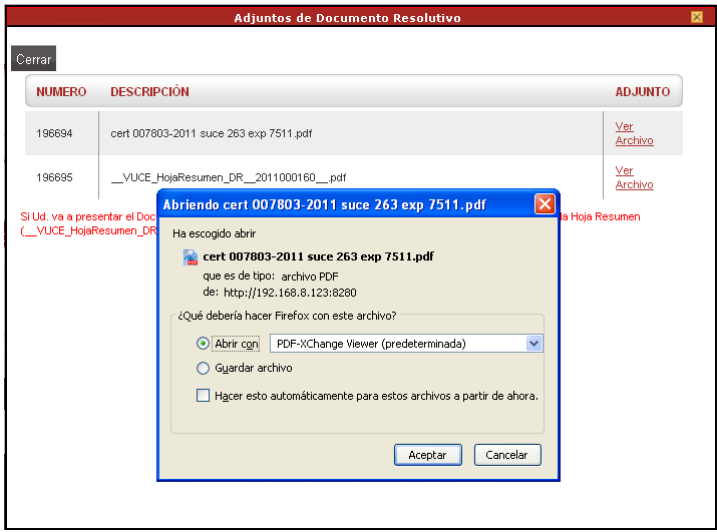 Adjuntos de Documento Resolutivo
Cerrar
NUMERO DESCRIPCIÓN ADJUNTO
196694 cert 007803-2011 suce 263 exp 7511.pdf Ver Archivo
196695 __VUCE_HojaResumen_DR__2011000160__.pdf Ver Archivo
Si Ud. va a presentar el Doc la Hoja Resumen
(__VUCE_HojaResumen_DR
Abriendo cert 007803-2011 suce 263 exp 7511.pdf
Ha escogido abrir
cert 007803-2011 suce 263 exp 7511.pdf
que es de tipo: archivo PDF
de: http://192.168.8.123:8280
¿Qué debería hacer Firefox con este archivo?
Abrir con PDF-XChange Viewer (predeterminada)
Guardar archivo
Hacer esto automáticamente para estos archivos a partir de ahora.
Aceptar Cancelar